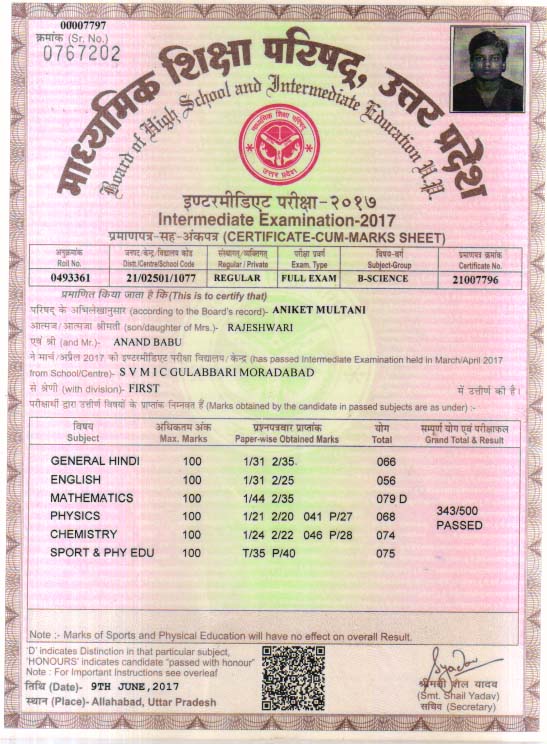 00007797
क्रमांक (Sr. No.)
0767202
माध्यमिक शिक्षा परिषद्, उत्तर प्रदेश
Board of High School and Intermediate Education U.P.
माध्यमिक शिक्षा परिषद्
उत्तर प्रदेश
इण्टरमीडिएट परीक्षा-२०१७
Intermediate Examination-2017
प्रमाणपत्र-सह-अंकपत्र (CERTIFICATE-CUM-MARKS SHEET)
अनुक्रमांक जनपद/केन्द्र/विद्यालय कोड संस्थागत/व्यक्तिगत परीक्षा प्रवर्ग विषय-वर्ग प्रमाणपत्र क्रमांक
Roll No. Distt./Centre/School Code Regular / Private Exam. Type Subject-Group Certificate No.
0493361 21/02501/1077 REGULAR FULL EXAM B-SCIENCE 21007796
प्रमाणित किया जाता है कि (This is to certify that)
परिषद् के अभिलेखानुसार (according to the Board's record)- ANIKET MULTANI
आत्मज/आत्मजा श्रीमती (son/daughter of Mrs.)- RAJESHWARI
एवं श्री (and Mr.)- ANAND BABU
ने मार्च/अप्रैल 2017 को इण्टरमीडिएट परीक्षा विद्यालय/केन्द्र (has passed Intermediate Examination held in March/April 2017
from School/Centre)- S V M I C GULABBARI MORADABAD
से श्रेणी (with division)- FIRST में उत्तीर्ण की है।
परीक्षार्थी द्वारा उत्तीर्ण विषयों के प्राप्तांक निम्नवत हैं (Marks obtained by the candidate in passed subjects are as under) :-
विषय अधिकतम अंक प्रश्नपत्रवार प्राप्तांक योग सम्पूर्ण योग एवं परीक्षाफल
Subject Max. Marks Paper-wise Obtained Marks Total Grand Total & Result
GENERAL HINDI 100 1/31 2/35 066
ENGLISH 100 1/31 2/25 056
MATHEMATICS 100 1/44 2/35 079 D
PHYSICS 100 1/21 2/20 041 P/27 068 343/500
PASSED
CHEMISTRY 100 1/24 2/22 046 P/28 074
SPORT & PHY EDU 100 T/35 P/40 075
Note :- Marks of Sports and Physical Education will have no effect on overall Result.
'D' indicates Distinction in that particular subject,
'HONOURS' indicates candidate "passed with honour"
Note : For Important Instructions see overleaf
तिथि (Date)- 9TH JUNE,2017
स्थान (Place)- Allahabad, Uttar Pradesh
श्रीमती शैल यादव
(Smt. Shail Yadav)
सचिव (Secretary)